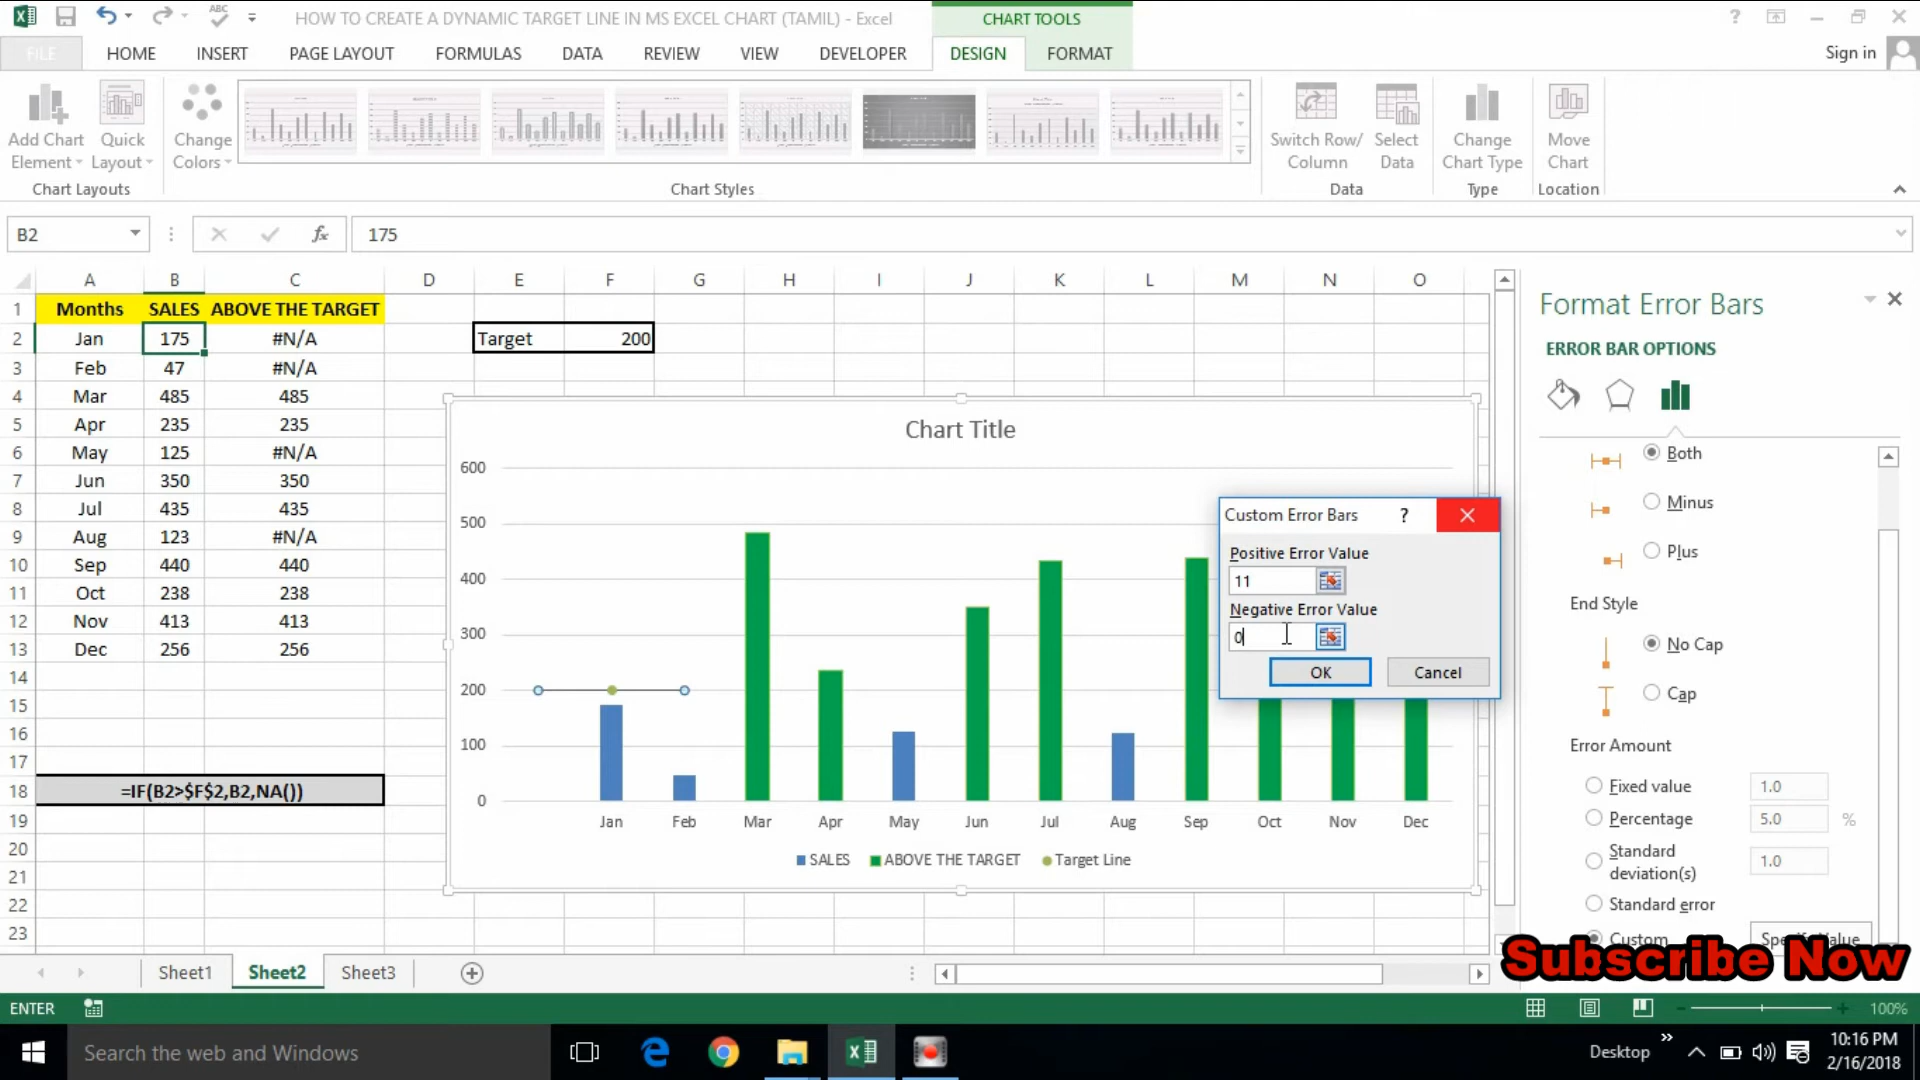 ABC
HOW TO CREATE A DYNAMIC TARGET LINE IN MS EXCEL CHART (TAMIL) - Excel
CHART TOOLS
?
FILE
HOME
INSERT
PAGE LAYOUT
FORMULAS
DATA
REVIEW
VIEW
DEVELOPER
DESIGN
FORMAT
Sign in
Add Chart
Element
Quick
Layout
Change
Colors
Switch Row/
Column
Select
Data
Change
Chart Type
Move
Chart
Chart Layouts
Chart Styles
Data
Type
Location
B2
fx
175
A B C D E F G H I J K L M N O
1 Months SALES ABOVE THE TARGET
2 Jan 175 #N/A Target 200
3 Feb 47 #N/A
4 Mar 485 485
5 Apr 235 235
6 May 125 #N/A
7 Jun 350 350
8 Jul 435 435
9 Aug 123 #N/A
10 Sep 440 440
11 Oct 238 238
12 Nov 413 413
13 Dec 256 256
14
15
16
17
18 =IF(B2>$F$2,B2,NA())
19
20
21
22
23
Chart Title
600
500
400
300
200
100
0
Jan Feb Mar Apr May Jun Jul Aug Sep Oct Nov Dec
SALES ABOVE THE TARGET Target Line
Custom Error Bars ?
Positive Error Value
11
Negative Error Value
0
OK Cancel
Format Error Bars
ERROR BAR OPTIONS
Both
Minus
Plus
End Style
No Cap
Cap
Error Amount
Fixed value 1.0
Percentage 5.0 %
Standard
deviation(s) 1.0
Standard error
Custom Specify Value
Subscribe Now
Sheet1 Sheet2 Sheet3
ENTER
100%
Search the web and Windows
Desktop
10:16 PM
2/16/2018